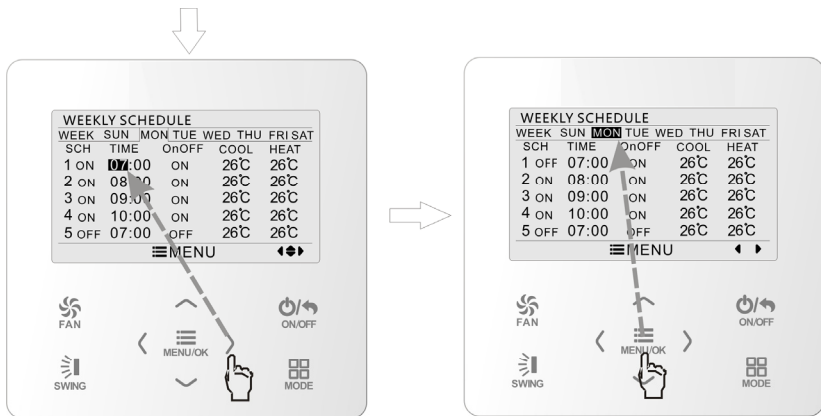 WEEKLY SCHEDULE
WEEK SUN MON TUE WED THU FRI SAT
SCH TIME OnOFF COOL HEAT
1 ON 07:00 ON 26℃ 26℃
2 ON 08:00 ON 26℃ 26℃
3 ON 09:00 ON 26℃ 26℃
4 ON 10:00 ON 26℃ 26℃
5 OFF 07:00 OFF 26℃ 26℃
MENU
FAN
ON/OFF
MENU/OK
SWING
MODE
WEEKLY SCHEDULE
WEEK SUN MON TUE WED THU FRI SAT
SCH TIME OnOFF COOL HEAT
1 OFF 07:00 ON 26℃ 26℃
2 ON 08:00 ON 26℃ 26℃
3 ON 09:00 ON 26℃ 26℃
4 ON 10:00 ON 26℃ 26℃
5 OFF 07:00 OFF 26℃ 26℃
MENU
FAN
ON/OFF
MENU/OK
SWING
MODE